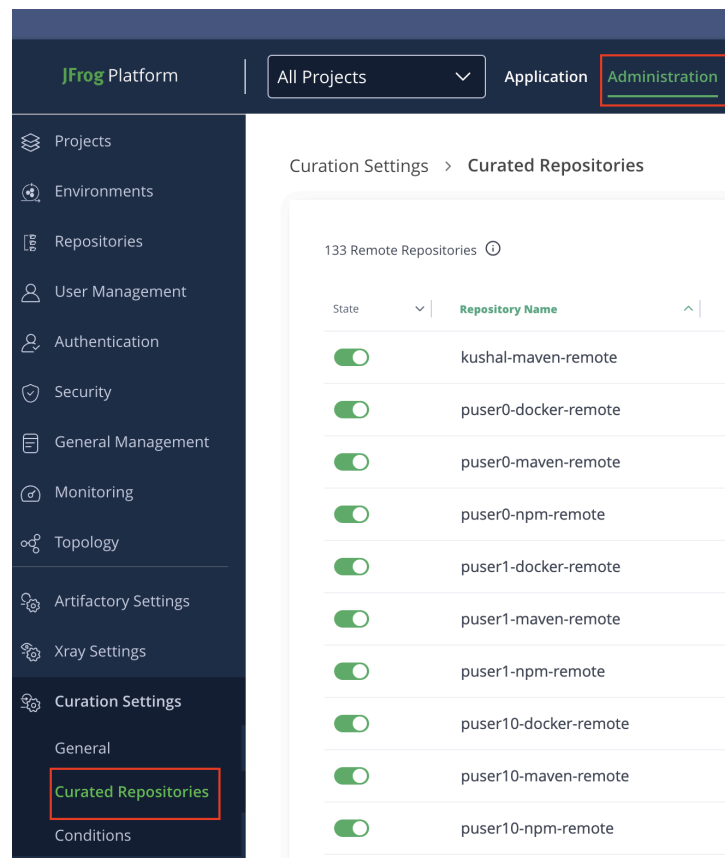 JFrog Platform
All Projects
Application
Administration
Projects
Environments
Repositories
User Management
Authentication
Security
General Management
Monitoring
Topology
Artifactory Settings
Xray Settings
Curation Settings
General
Curated Repositories
Conditions
Curation Settings > Curated Repositories
133 Remote Repositories
State
Repository Name
kushal-maven-remote
puser0-docker-remote
puser0-maven-remote
puser0-npm-remote
puser1-docker-remote
puser1-maven-remote
puser1-npm-remote
puser10-docker-remote
puser10-maven-remote
puser10-npm-remote